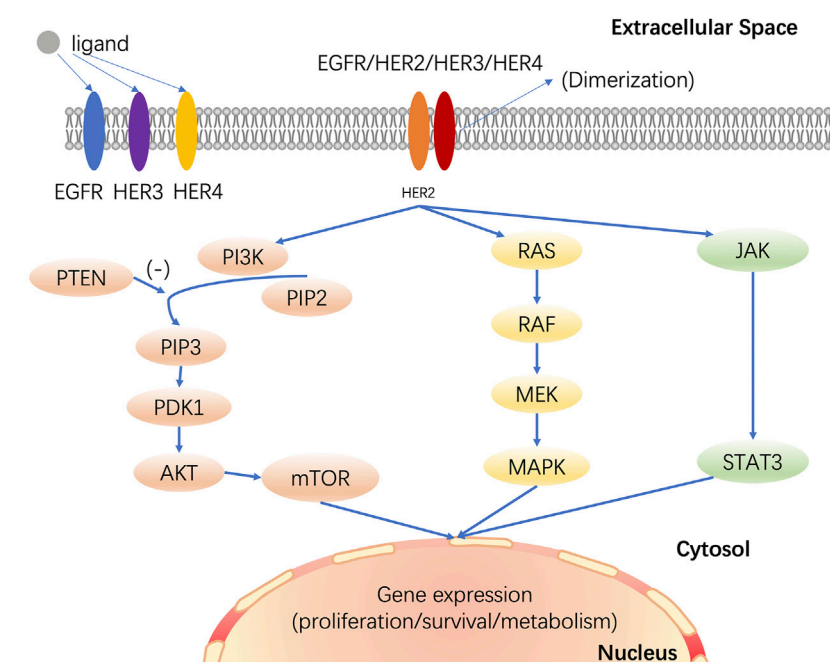 Extracellular Space
ligand
EGFR/HER2/HER3/HER4
(Dimerization)
EGFR HER3 HER4
HER2
PI3K
RAS
JAK
PTEN
(-)
PIP2
RAF
PIP3
MEK
PDK1
AKT
mTOR
MAPK
STAT3
Cytosol
Gene expression
(proliferation/survival/metabolism)
Nucleus